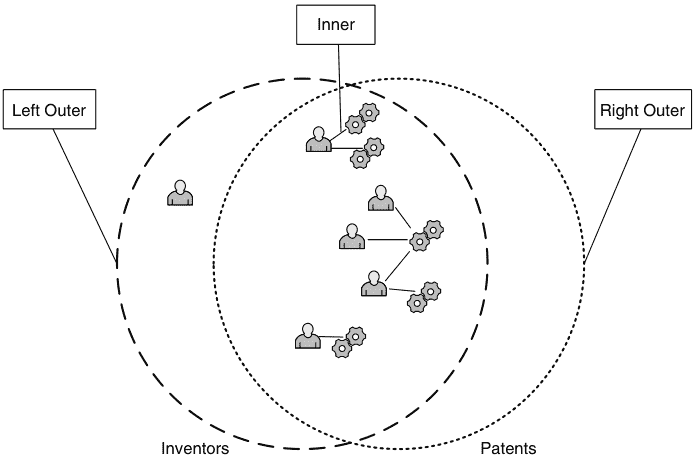 Inner
Left Outer
Right Outer
Inventors
Patents